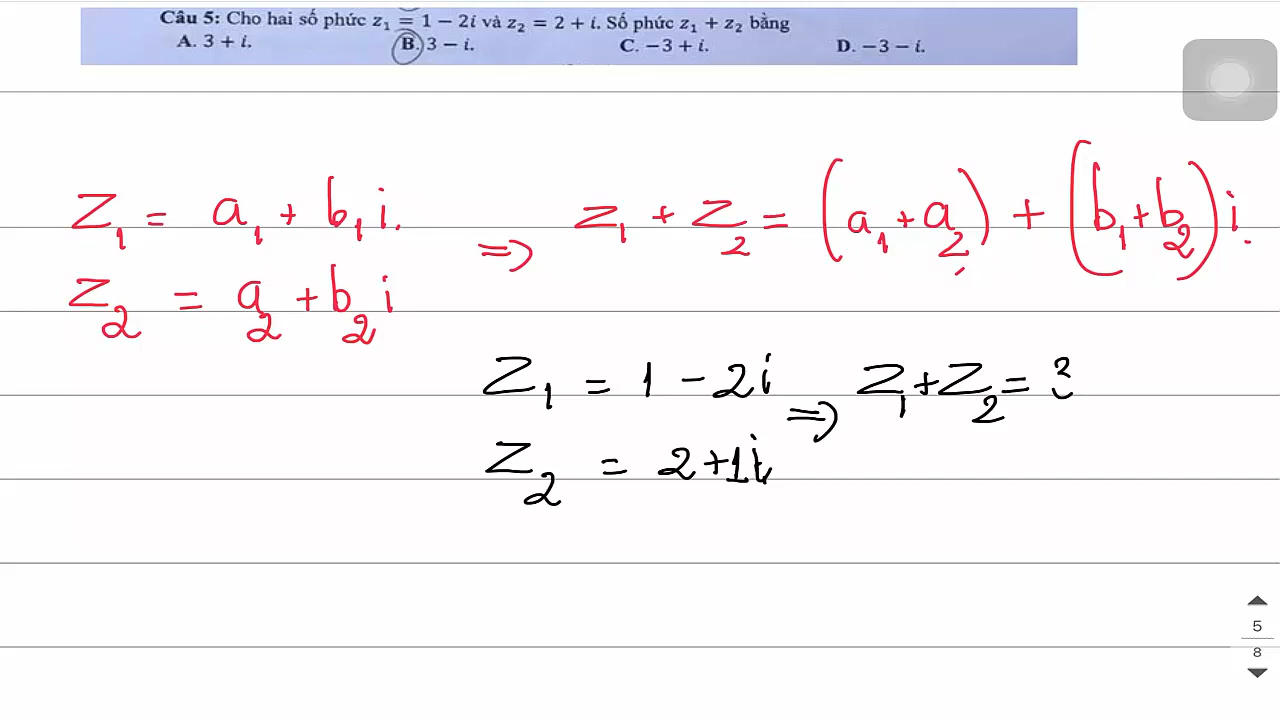 Câu 5: Cho hai số phức z₁ = 1 − 2i và z₂ = 2 + i. Số phức z₁ + z₂ bằng
A. 3 + i. B. 3 − i. C. −3 + i. D. −3 − i.
Z₁ = a₁ + b₁i. => Z₁ + Z₂ = (a₁+a₂) + (b₁+b₂)i.
Z₂ = a₂ + b₂i
Z₁ = 1 − 2i => Z₁+Z₂ = ?
Z₂ = 2+1i
5
8